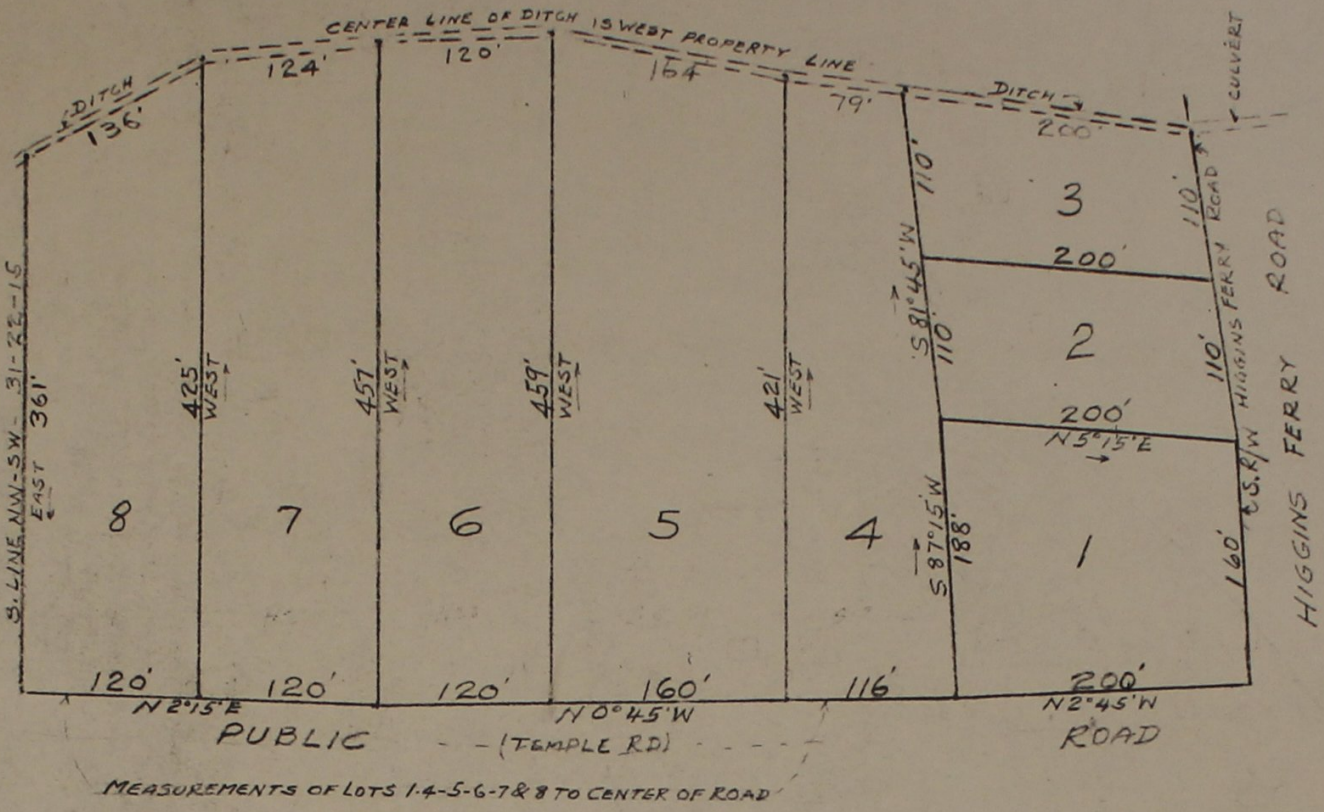 CENTER LINE OF DITCH IS WEST PROPERTY LINE
DITCH
136'
124'
120'
164
79'
DITCH
200'
CULVERT
S. LINE NW-SW- 31-22-15
EAST 361'
425'
WEST
457'
WEST
459'
WEST
421'
WEST
110'
S 81°45'W
110'
S 87°15'W
188'
3
110'
200'
2
110'
200'
N 5°15'E
1
160'
S. R/W HIGGINS FERRY ROAD
HIGGINS FERRY ROAD
8
7
6
5
4
120'
120'
120'
160'
116'
200'
N 2°15'E
N 0°45'W
N 2°45'W
PUBLIC (TEMPLE RD) ROAD
MEASUREMENTS OF LOTS 1-4-5-6-7 & 8 TO CENTER OF ROAD